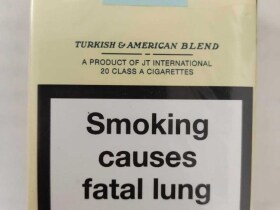 TURKISH & AMERICAN BLEND
A PRODUCT OF JT INTERNATIONAL
20 CLASS A CIGARETTES
Smoking
causes
fatal lung